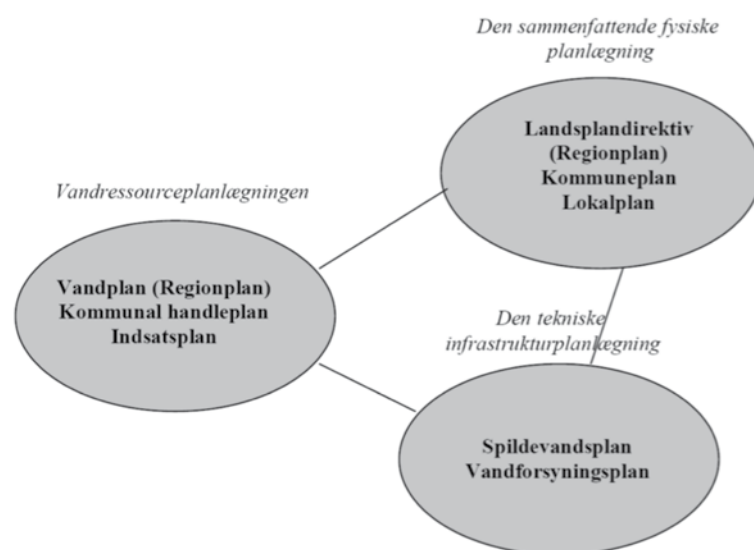 Den sammenfattende fysiske
planlægning
Landsplandirektiv
(Regionplan)
Kommuneplan
Lokalplan
Vandressourceplanlægningen
Vandplan (Regionplan)
Kommunal handleplan
Indsatsplan
Den tekniske
infrastrukturplanlægning
Spildevandsplan
Vandforsyningsplan